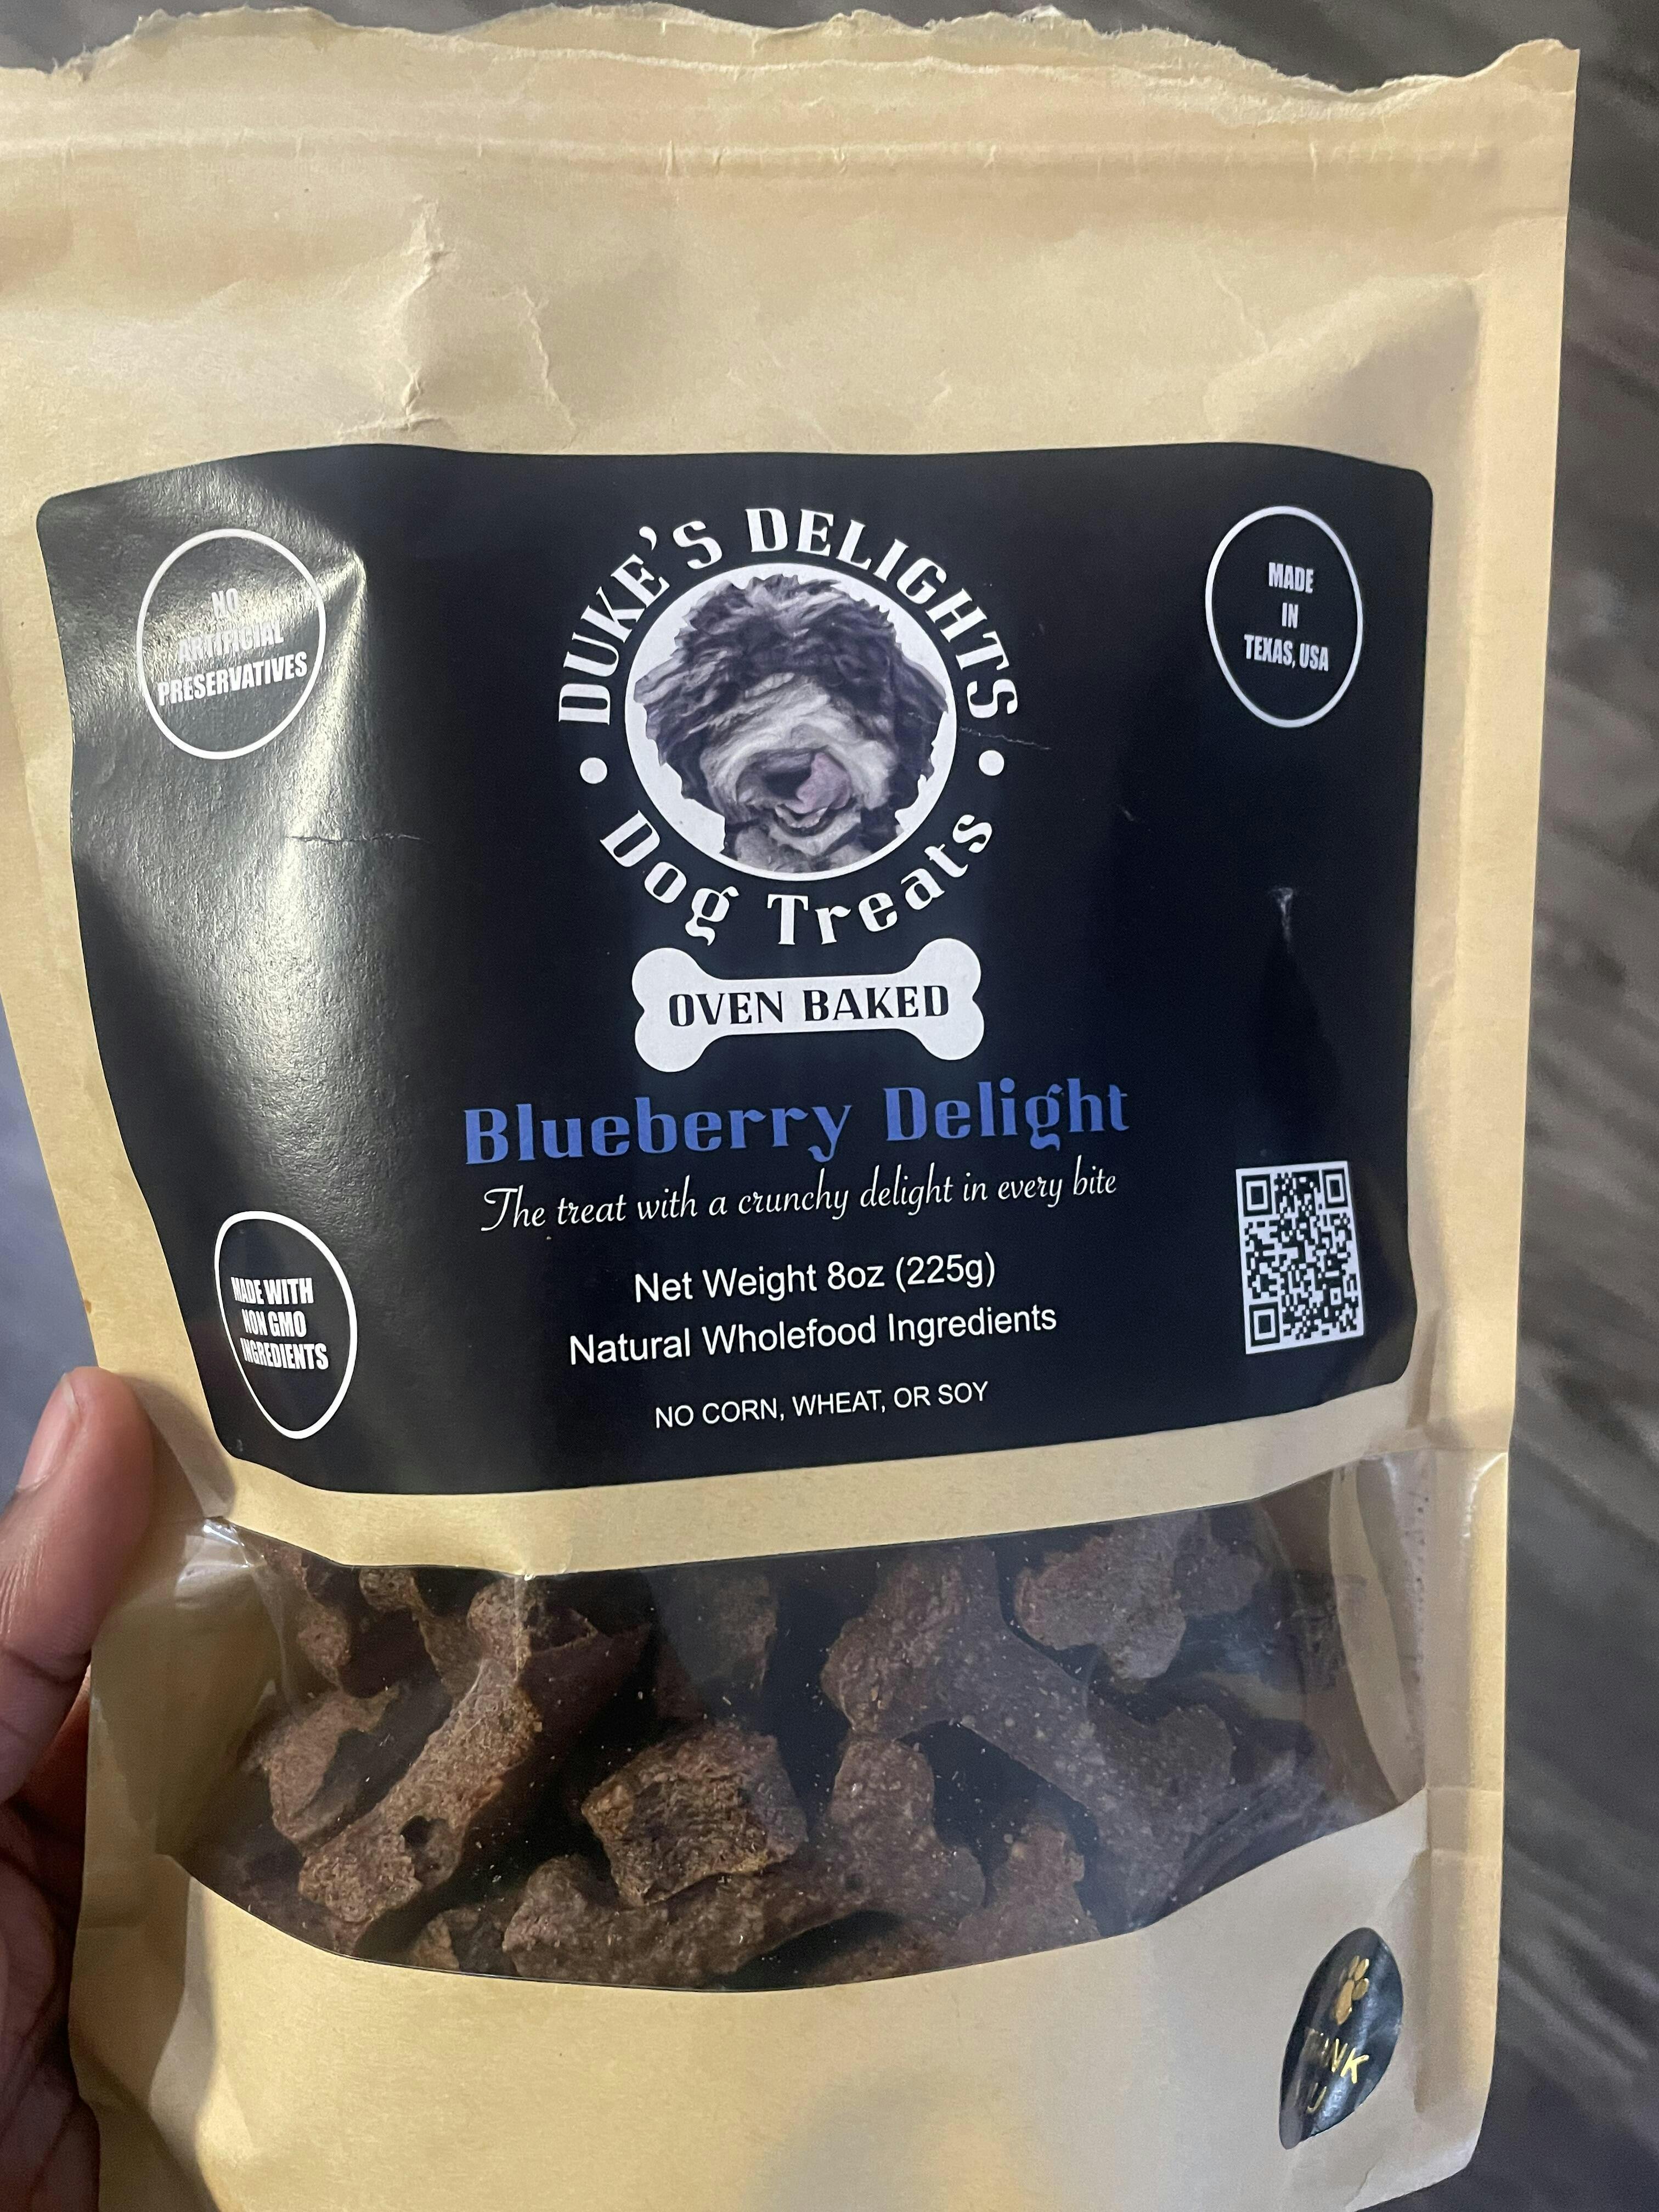 NO
ARTIFICIAL
PRESERVATIVES
DUKE'S DELIGHTS
Dog Treats
MADE
IN
TEXAS, USA
OVEN BAKED
Blueberry Delight
The treat with a crunchy delight in every bite
Net Weight 8oz (225g)
Natural Wholefood Ingredients
NO CORN, WHEAT, OR SOY
MADE WITH
NON GMO
INGREDIENTS